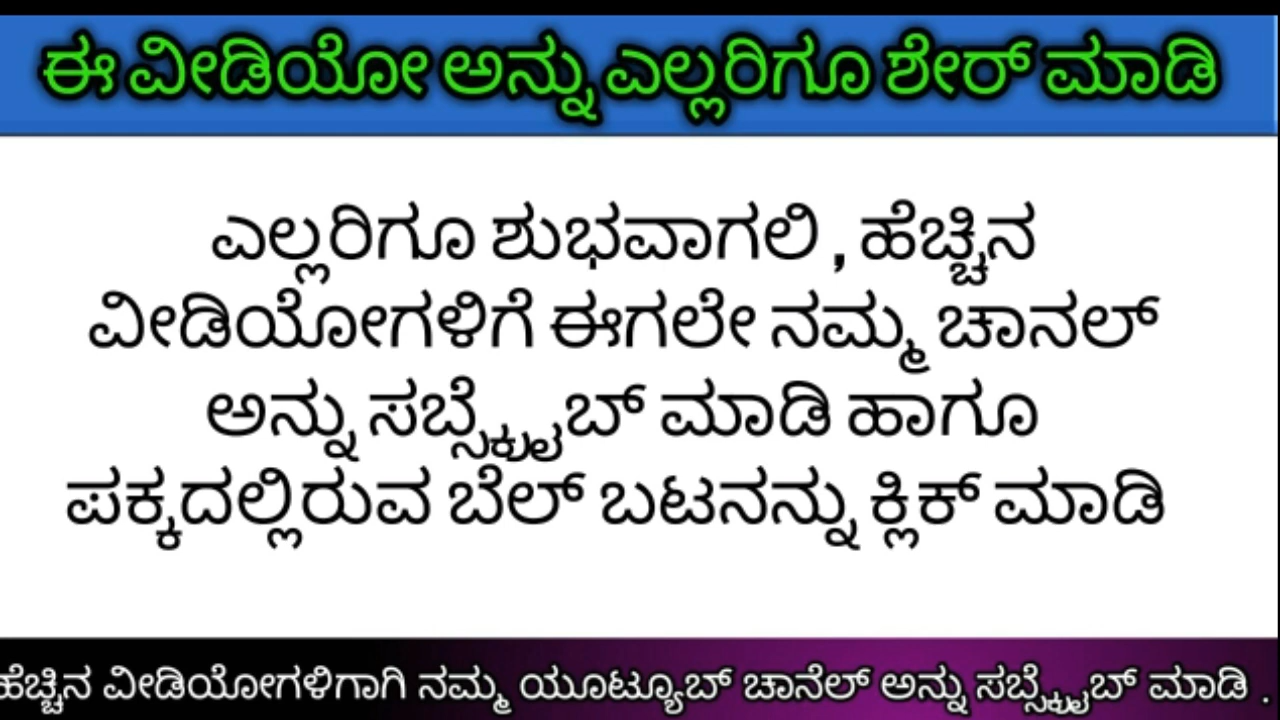 ಈ ವೀಡಿಯೋ ಅನ್ನು ಎಲ್ಲರಿಗೂ ಶೇರ್ ಮಾಡಿ
ಎಲ್ಲರಿಗೂ ಶುಭವಾಗಲಿ , ಹೆಚ್ಚಿನ
ವೀಡಿಯೋಗಳಿಗೆ ಈಗಲೇ ನಮ್ಮ ಚಾನಲ್
ಅನ್ನು ಸಬ್ಸ್ಕ್ರೈಬ್ ಮಾಡಿ ಹಾಗೂ
ಪಕ್ಕದಲ್ಲಿರುವ ಬೆಲ್ ಬಟನನ್ನು ಕ್ಲಿಕ್ ಮಾಡಿ
ಹೆಚ್ಚಿನ ವೀಡಿಯೋಗಳಿಗಾಗಿ ನಮ್ಮ ಯೂಟ್ಯೂಬ್ ಚಾನೆಲ್ ಅನ್ನು ಸಬ್ಸ್ಕ್ರೈಬ್ ಮಾಡಿ .